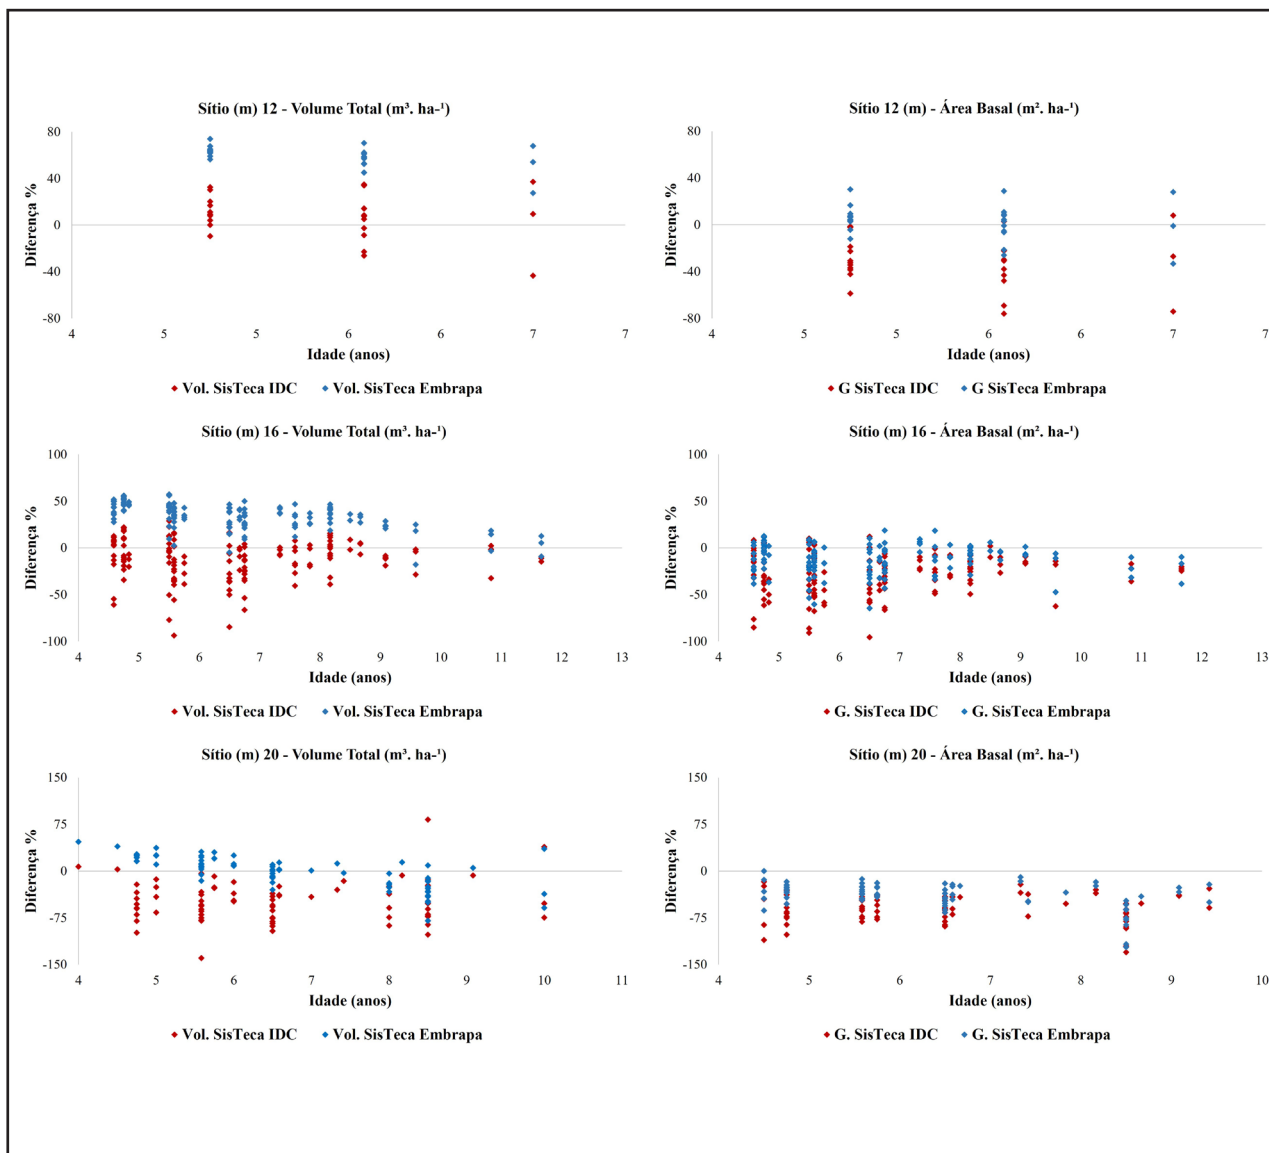 Sítio (m) 12 - Volume Total (m³. ha-¹)
Diferença %
80
40
0
-40
-80
4 5 5 6 6 7 7
Idade (anos)
Vol. SisTeca IDC Vol. SisTeca Embrapa
Sítio 12 (m) - Área Basal (m². ha-¹)
Diferença %
80
40
0
-40
-80
4 5 5 6 6 7 7
Idade (anos)
G SisTeca IDC G SisTeca Embrapa
Sítio (m) 16 - Volume Total (m³. ha-¹)
Diferença %
100
50
0
-50
-100
4 5 6 7 8 9 10 11 12 13
Idade (anos)
Vol. SisTeca IDC Vol. SisTeca Embrapa
Sítio (m) 16 - Área Basal (m². ha-¹)
Diferença %
100
50
0
-50
-100
4 5 6 7 8 9 10 11 12 13
Idade (anos)
G. SisTeca IDC G. SisTeca Embrapa
Sítio (m) 20 - Volume Total (m³. ha-¹)
Diferença %
150
75
0
-75
-150
4 5 6 7 8 9 10 11
Idade (anos)
Vol. SisTeca IDC Vol. SisTeca Embrapa
Sítio (m) 20 - Área Basal (m². ha-¹)
Diferença %
150
75
0
-75
-150
4 5 6 7 8 9 10
Idade (anos)
G. SisTeca IDC G. SisTeca Embrapa